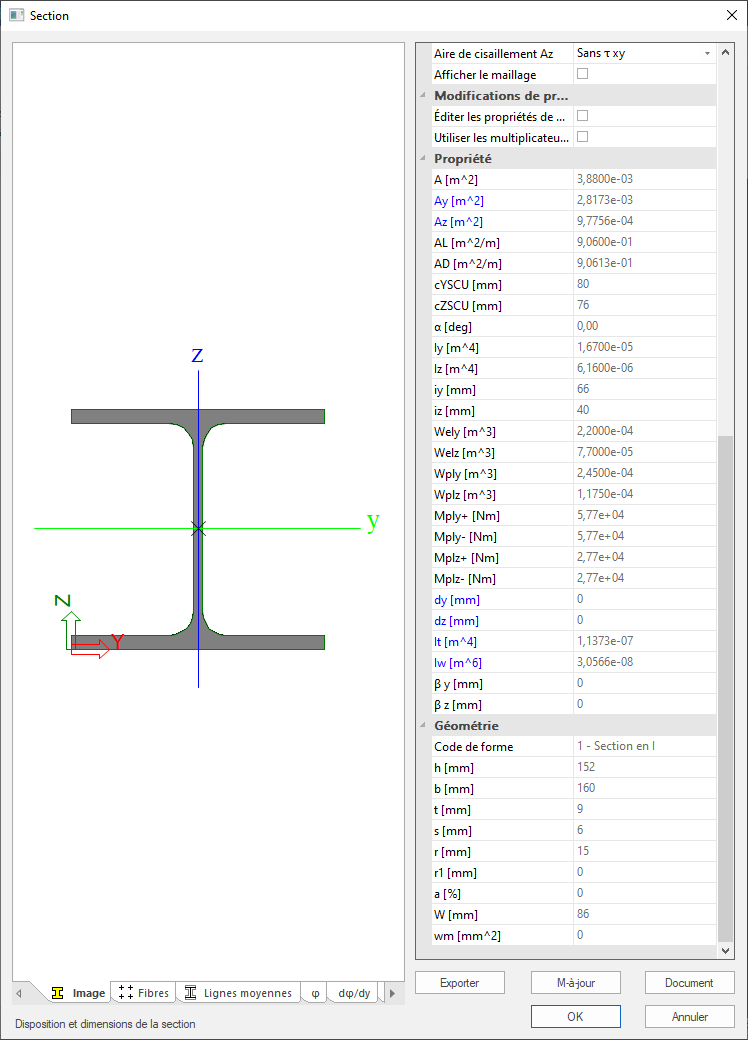 Section
Aire de cisaillement Az Sans τ xy
Afficher le maillage
Modifications de pr...
Éditer les propriétés de ...
Utiliser les multiplicateu...
Propriété
A [m^2] 3,8800e-03
Ay [m^2] 2,8173e-03
Az [m^2] 9,7756e-04
AL [m^2/m] 9,0600e-01
AD [m^2/m] 9,0613e-01
cYSCU [mm] 80
cZSCU [mm] 76
α [deg] 0,00
Iy [m^4] 1,6700e-05
Iz [m^4] 6,1600e-06
iy [mm] 66
iz [mm] 40
Wely [m^3] 2,2000e-04
Welz [m^3] 7,7000e-05
Wply [m^3] 2,4500e-04
Wplz [m^3] 1,1750e-04
Mply+ [Nm] 5,77e+04
Mply- [Nm] 5,77e+04
Mplz+ [Nm] 2,77e+04
Mplz- [Nm] 2,77e+04
dy [mm] 0
dz [mm] 0
It [m^4] 1,1373e-07
Iw [m^6] 3,0566e-08
β y [mm] 0
β z [mm] 0
Géométrie
Code de forme 1 - Section en I
h [mm] 152
b [mm] 160
t [mm] 9
s [mm] 6
r [mm] 15
r1 [mm] 0
a [%] 0
W [mm] 86
wm [mm^2] 0
z
y
Z
Y
Image Fibres Lignes moyennes φ dφ/dy
Exporter M-à-jour Document
Disposition et dimensions de la section
OK Annuler